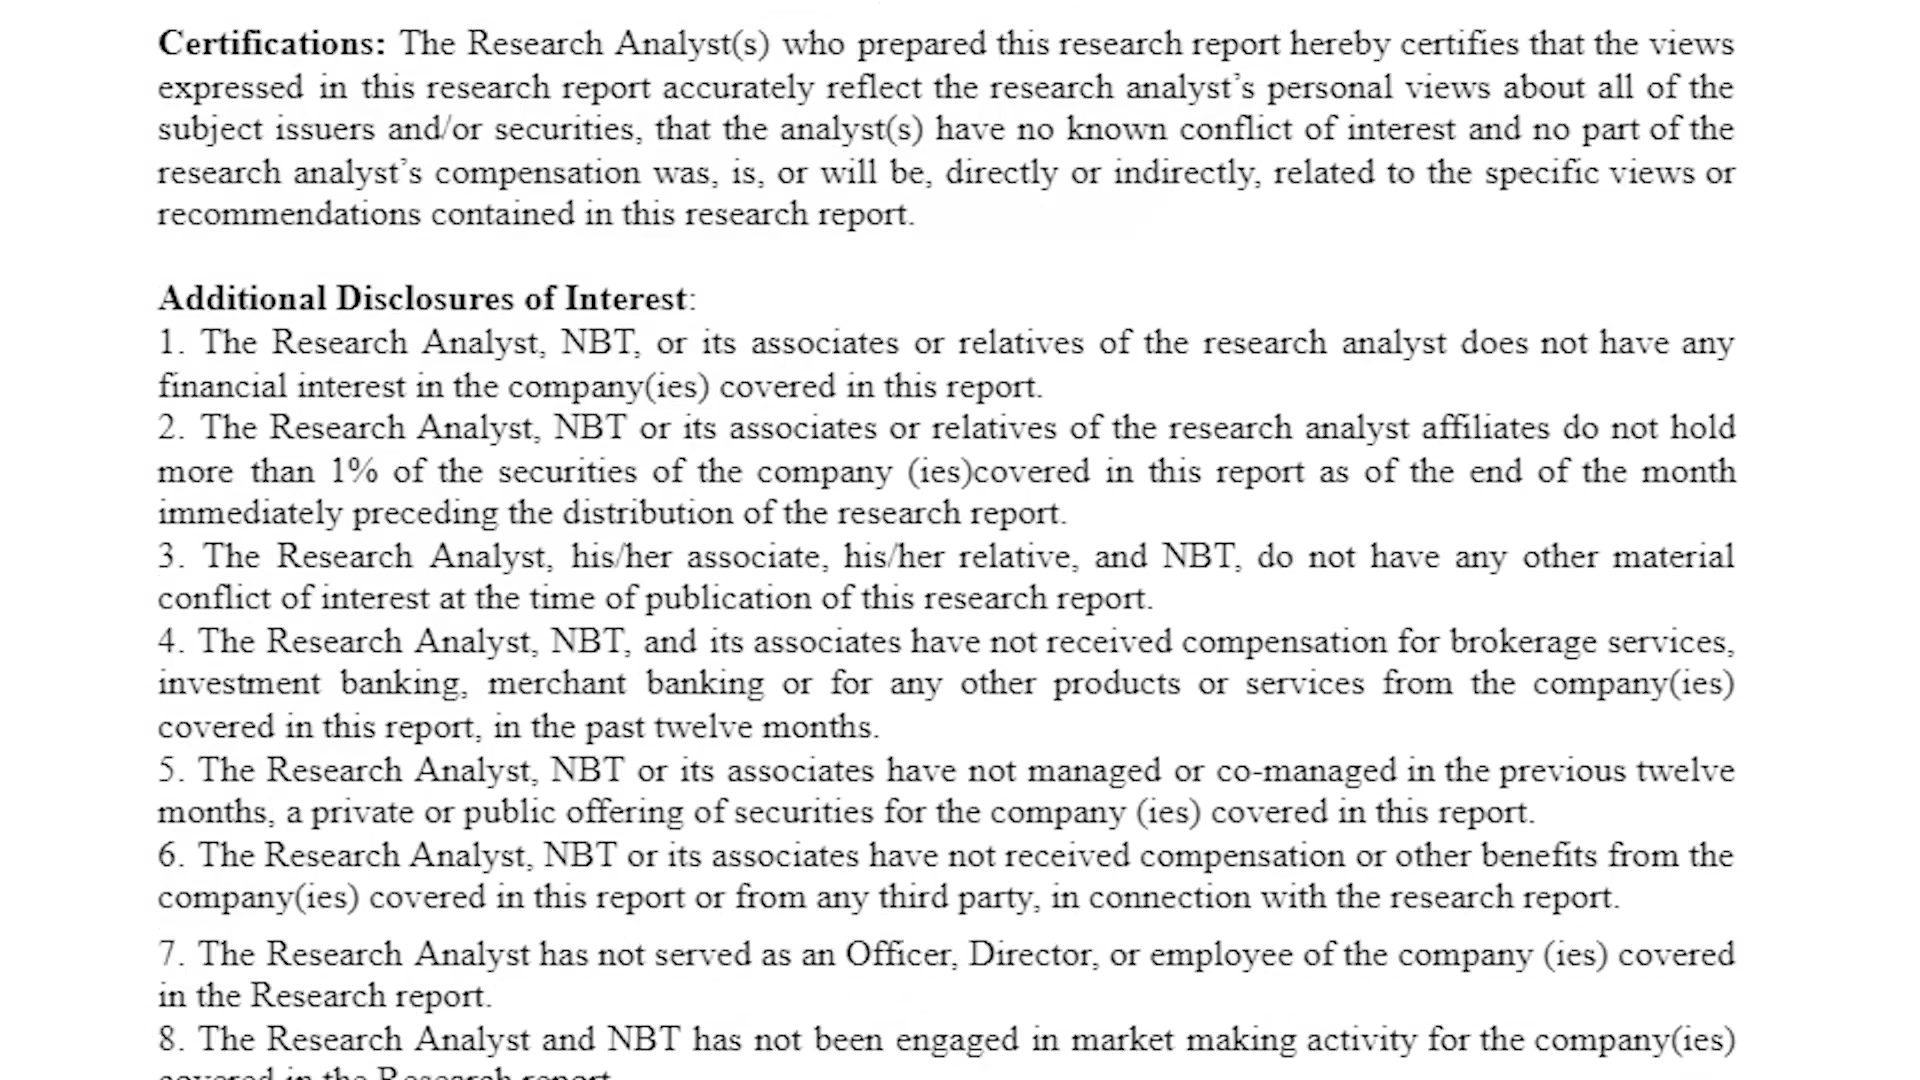 Certifications: The Research Analyst(s) who prepared this research report hereby certifies that the views
expressed in this research report accurately reflect the research analyst's personal views about all of the
subject issuers and/or securities, that the analyst(s) have no known conflict of interest and no part of the
research analyst's compensation was, is, or will be, directly or indirectly, related to the specific views or
recommendations contained in this research report.
Additional Disclosures of Interest:
1. The Research Analyst, NBT, or its associates or relatives of the research analyst does not have any
financial interest in the company(ies) covered in this report.
2. The Research Analyst, NBT or its associates or relatives of the research analyst affiliates do not hold
more than 1% of the securities of the company (ies)covered in this report as of the end of the month
immediately preceding the distribution of the research report.
3. The Research Analyst, his/her associate, his/her relative, and NBT, do not have any other material
conflict of interest at the time of publication of this research report.
4. The Research Analyst, NBT, and its associates have not received compensation for brokerage services,
investment banking, merchant banking or for any other products or services from the company(ies)
covered in this report, in the past twelve months.
5. The Research Analyst, NBT or its associates have not managed or co-managed in the previous twelve
months, a private or public offering of securities for the company (ies) covered in this report.
6. The Research Analyst, NBT or its associates have not received compensation or other benefits from the
company(ies) covered in this report or from any third party, in connection with the research report.
7. The Research Analyst has not served as an Officer, Director, or employee of the company (ies) covered
in the Research report.
8. The Research Analyst and NBT has not been engaged in market making activity for the company(ies)
covered in the Research report.